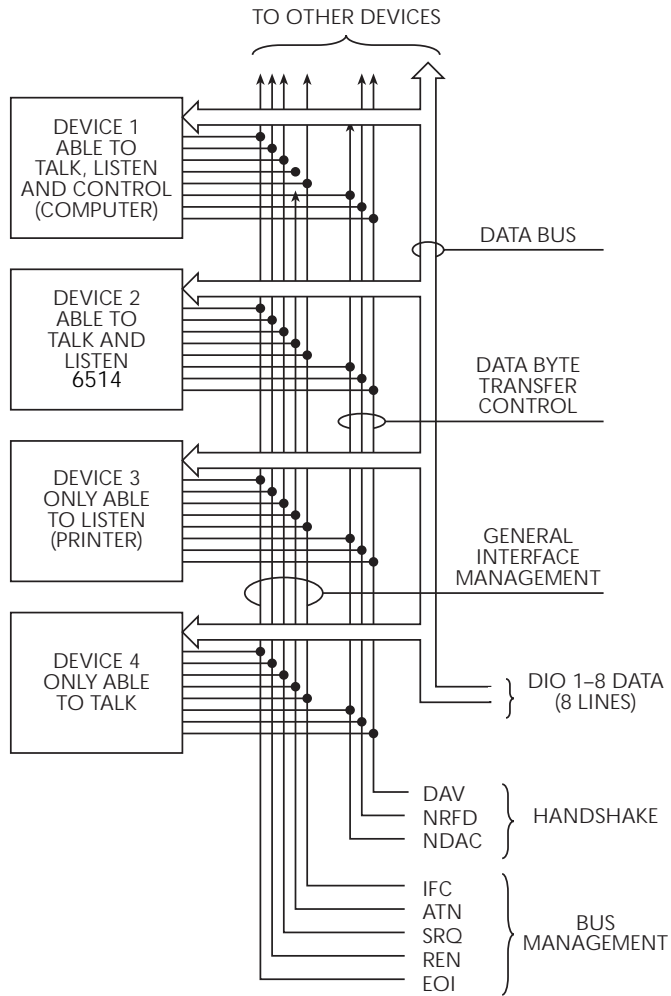 TO OTHER DEVICES
DEVICE 1
ABLE TO
TALK, LISTEN
AND CONTROL
(COMPUTER)
DATA BUS
DEVICE 2
ABLE TO
TALK AND
LISTEN
6514
DATA BYTE
TRANSFER
CONTROL
DEVICE 3
ONLY ABLE
TO LISTEN
(PRINTER)
GENERAL
INTERFACE
MANAGEMENT
DEVICE 4
ONLY ABLE
TO TALK
DIO 1–8 DATA
(8 LINES)
DAV
NRFD
NDAC
HANDSHAKE
IFC
ATN
SRQ
REN
EOI
BUS
MANAGEMENT